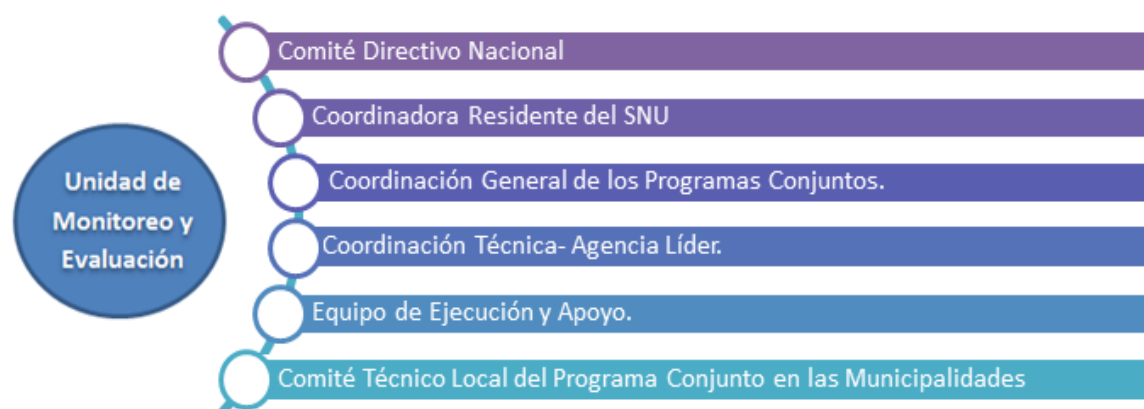 Comité Directivo Nacional
Coordinadora Residente del SNU
Unidad de
Monitoreo y
Evaluación
Coordinación General de los Programas Conjuntos.
Coordinación Técnica- Agencia Líder.
Equipo de Ejecución y Apoyo.
Comité Técnico Local del Programa Conjunto en las Municipalidades